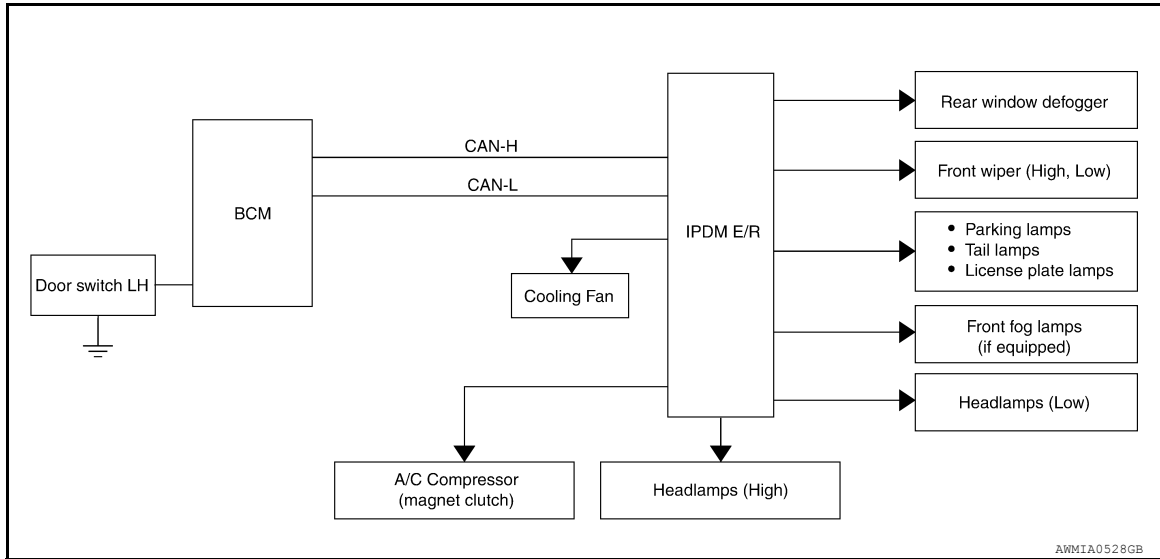 Rear window defogger
CAN-H
Front wiper (High, Low)
CAN-L
BCM
IPDM E/R
• Parking lamps
• Tail lamps
• License plate lamps
Door switch LH
Cooling Fan
Front fog lamps
(if equipped)
Headlamps (Low)
A/C Compressor
(magnet clutch)
Headlamps (High)
AWMIA0528GB